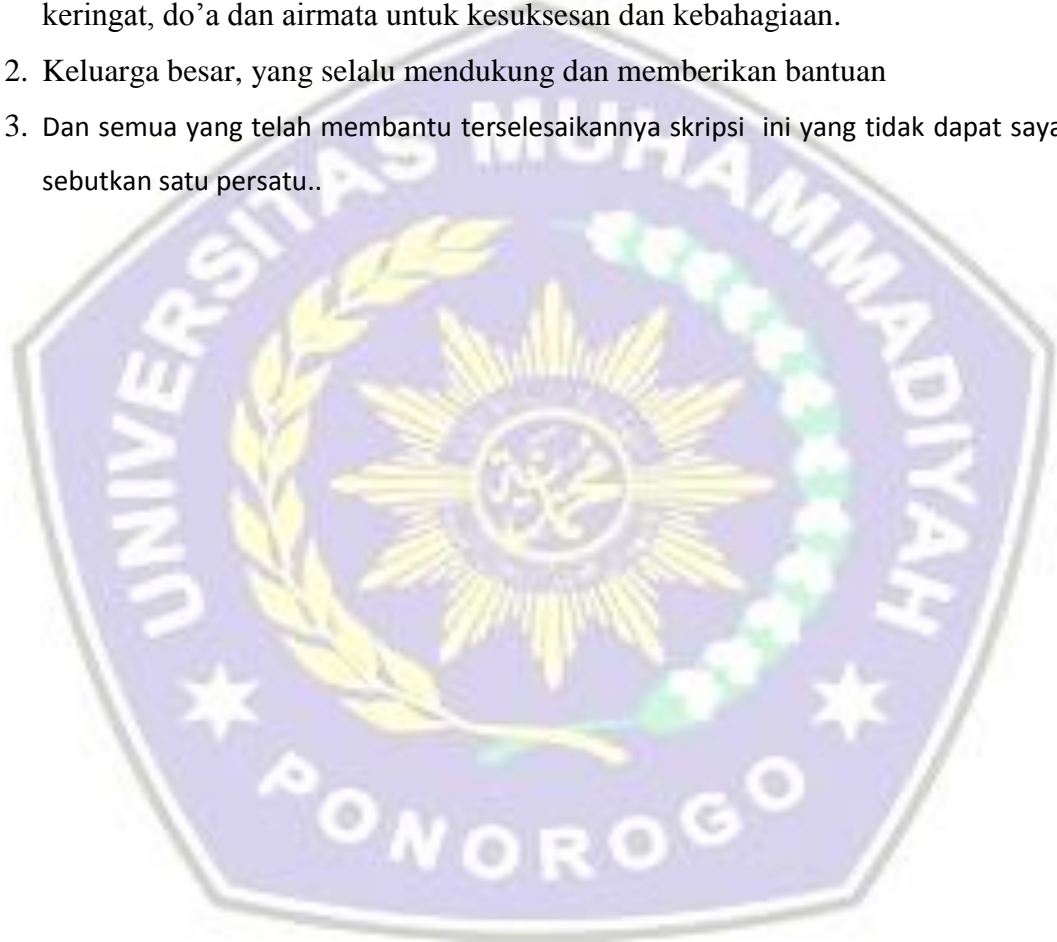 keringat, do’a dan airmata untuk kesuksesan dan kebahagiaan.
2. Keluarga besar, yang selalu mendukung dan memberikan bantuan
3. Dan semua yang telah membantu terselesaikannya skripsi  ini yang tidak dapat saya
sebutkan satu persatu..
UNIVERSITAS MUHAMMADIYAH
PONOROGO